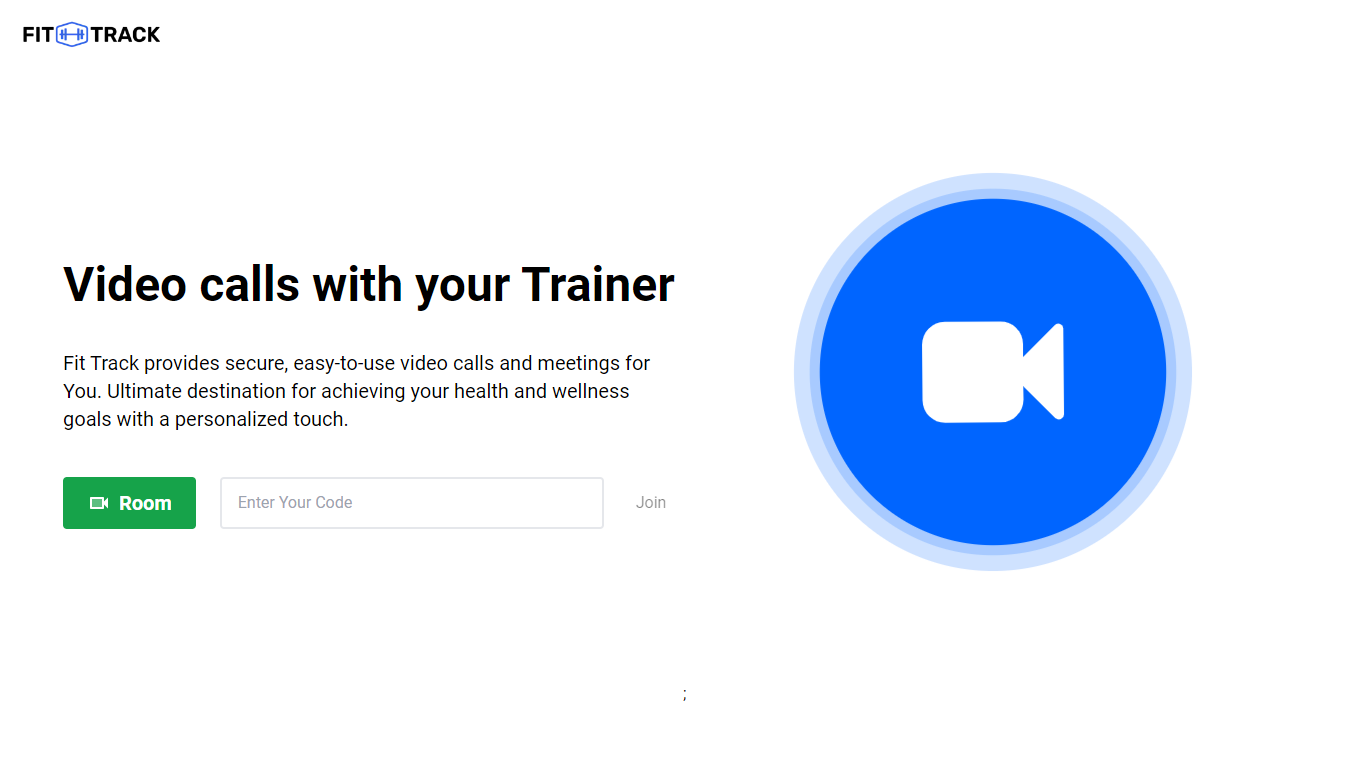 FIT TRACK
Video calls with your Trainer
Fit Track provides secure, easy-to-use video calls and meetings for
You. Ultimate destination for achieving your health and wellness
goals with a personalized touch.
Room
Enter Your Code
Join
;